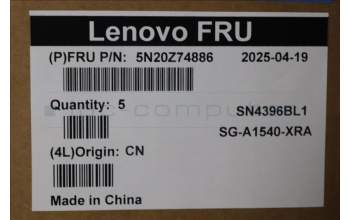 Lenovo FRU
(P)FRU P/N: 5N20Z74886 2025-04-19
Quantity: 5 SN4396BL1
SG-A1540-XRA
(4L)Origin: CN
Made in China